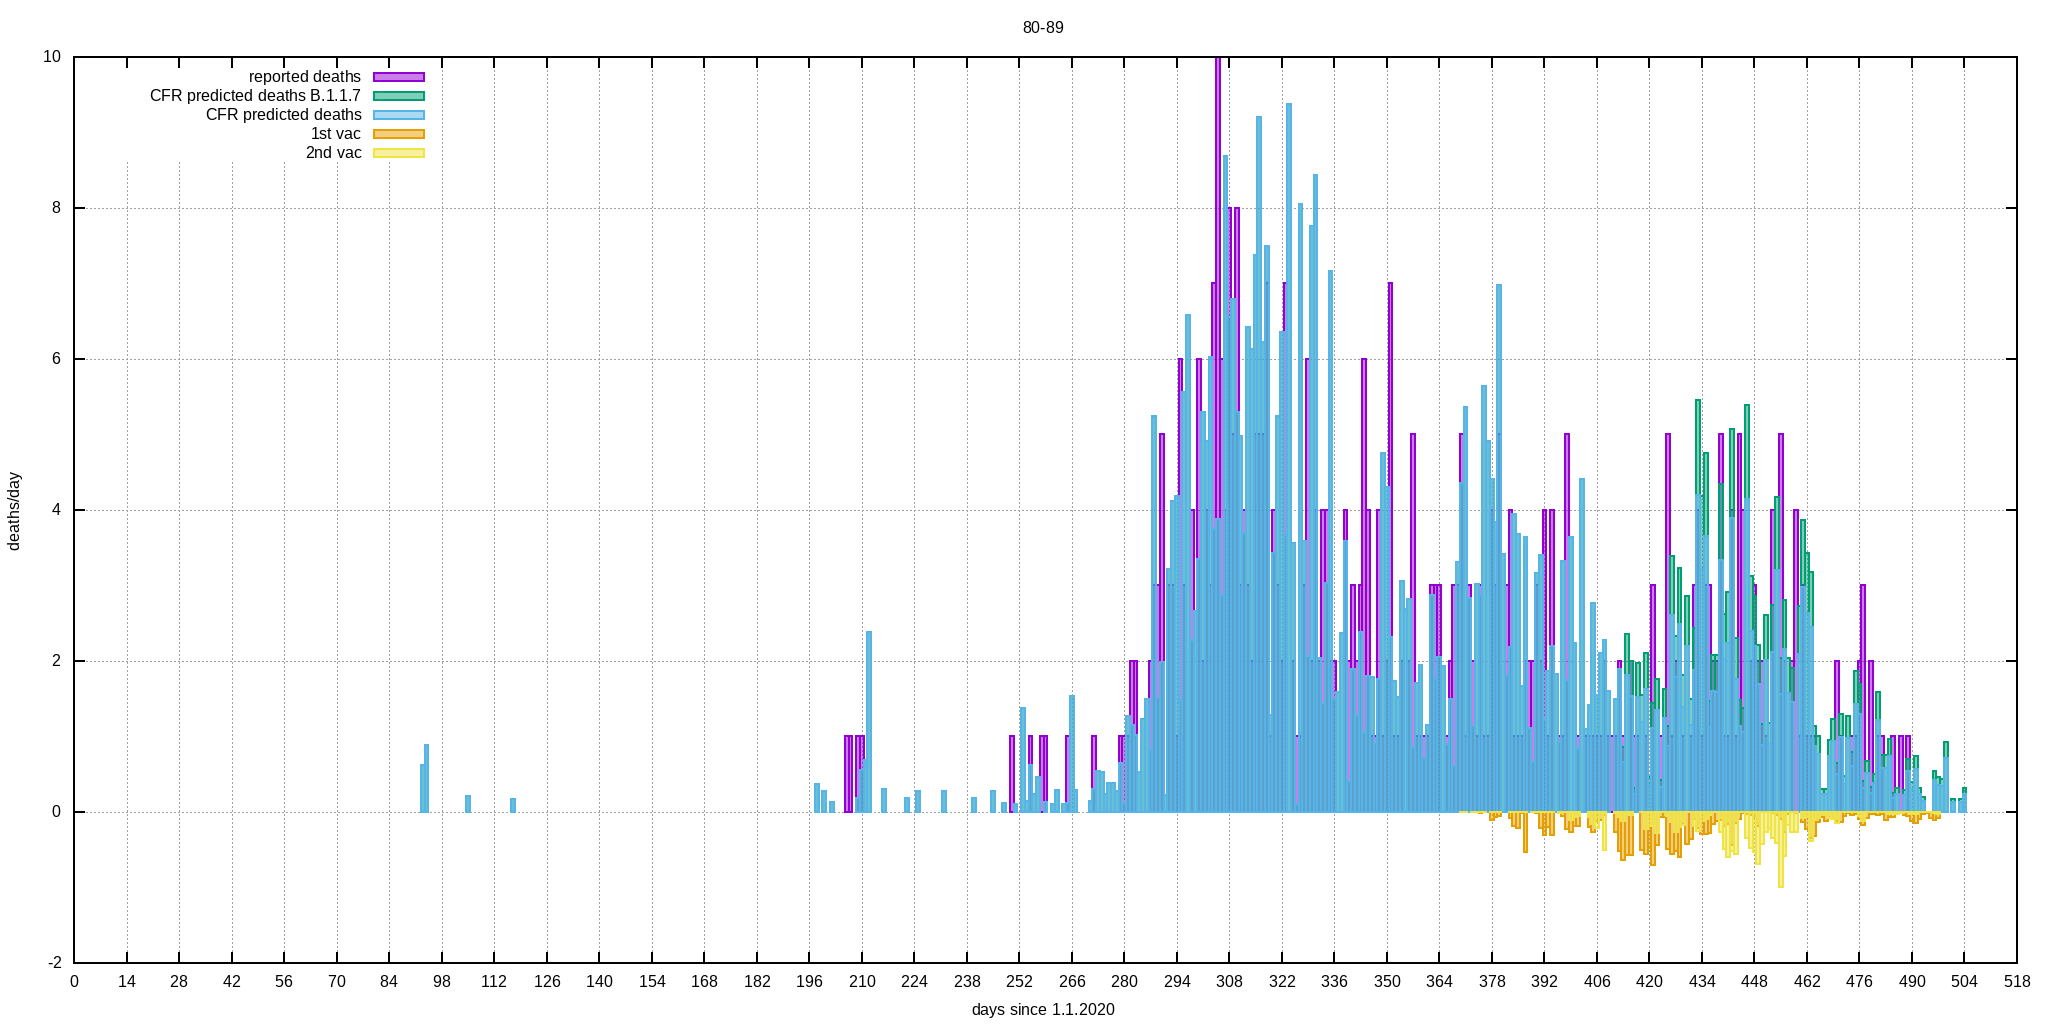 80-89
reported deaths
CFR predicted deaths B.1.1.7
CFR predicted deaths
1st vac
2nd vac
10
8
6
4
2
0
-2
deaths/day
0 14 28 42 56 70 84 98 112 126 140 154 168 182 196 210 224 238 252 266 280 294 308 322 336 350 364 378 392 406 420 434 448 462 476 490 504 518
days since 1.1.2020